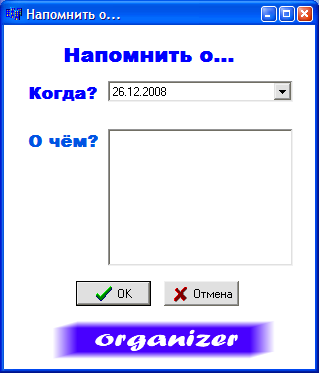 Напомнить о...
Напомнить о...
Когда? 26.12.2008
О чём?
OK Отмена
organizer